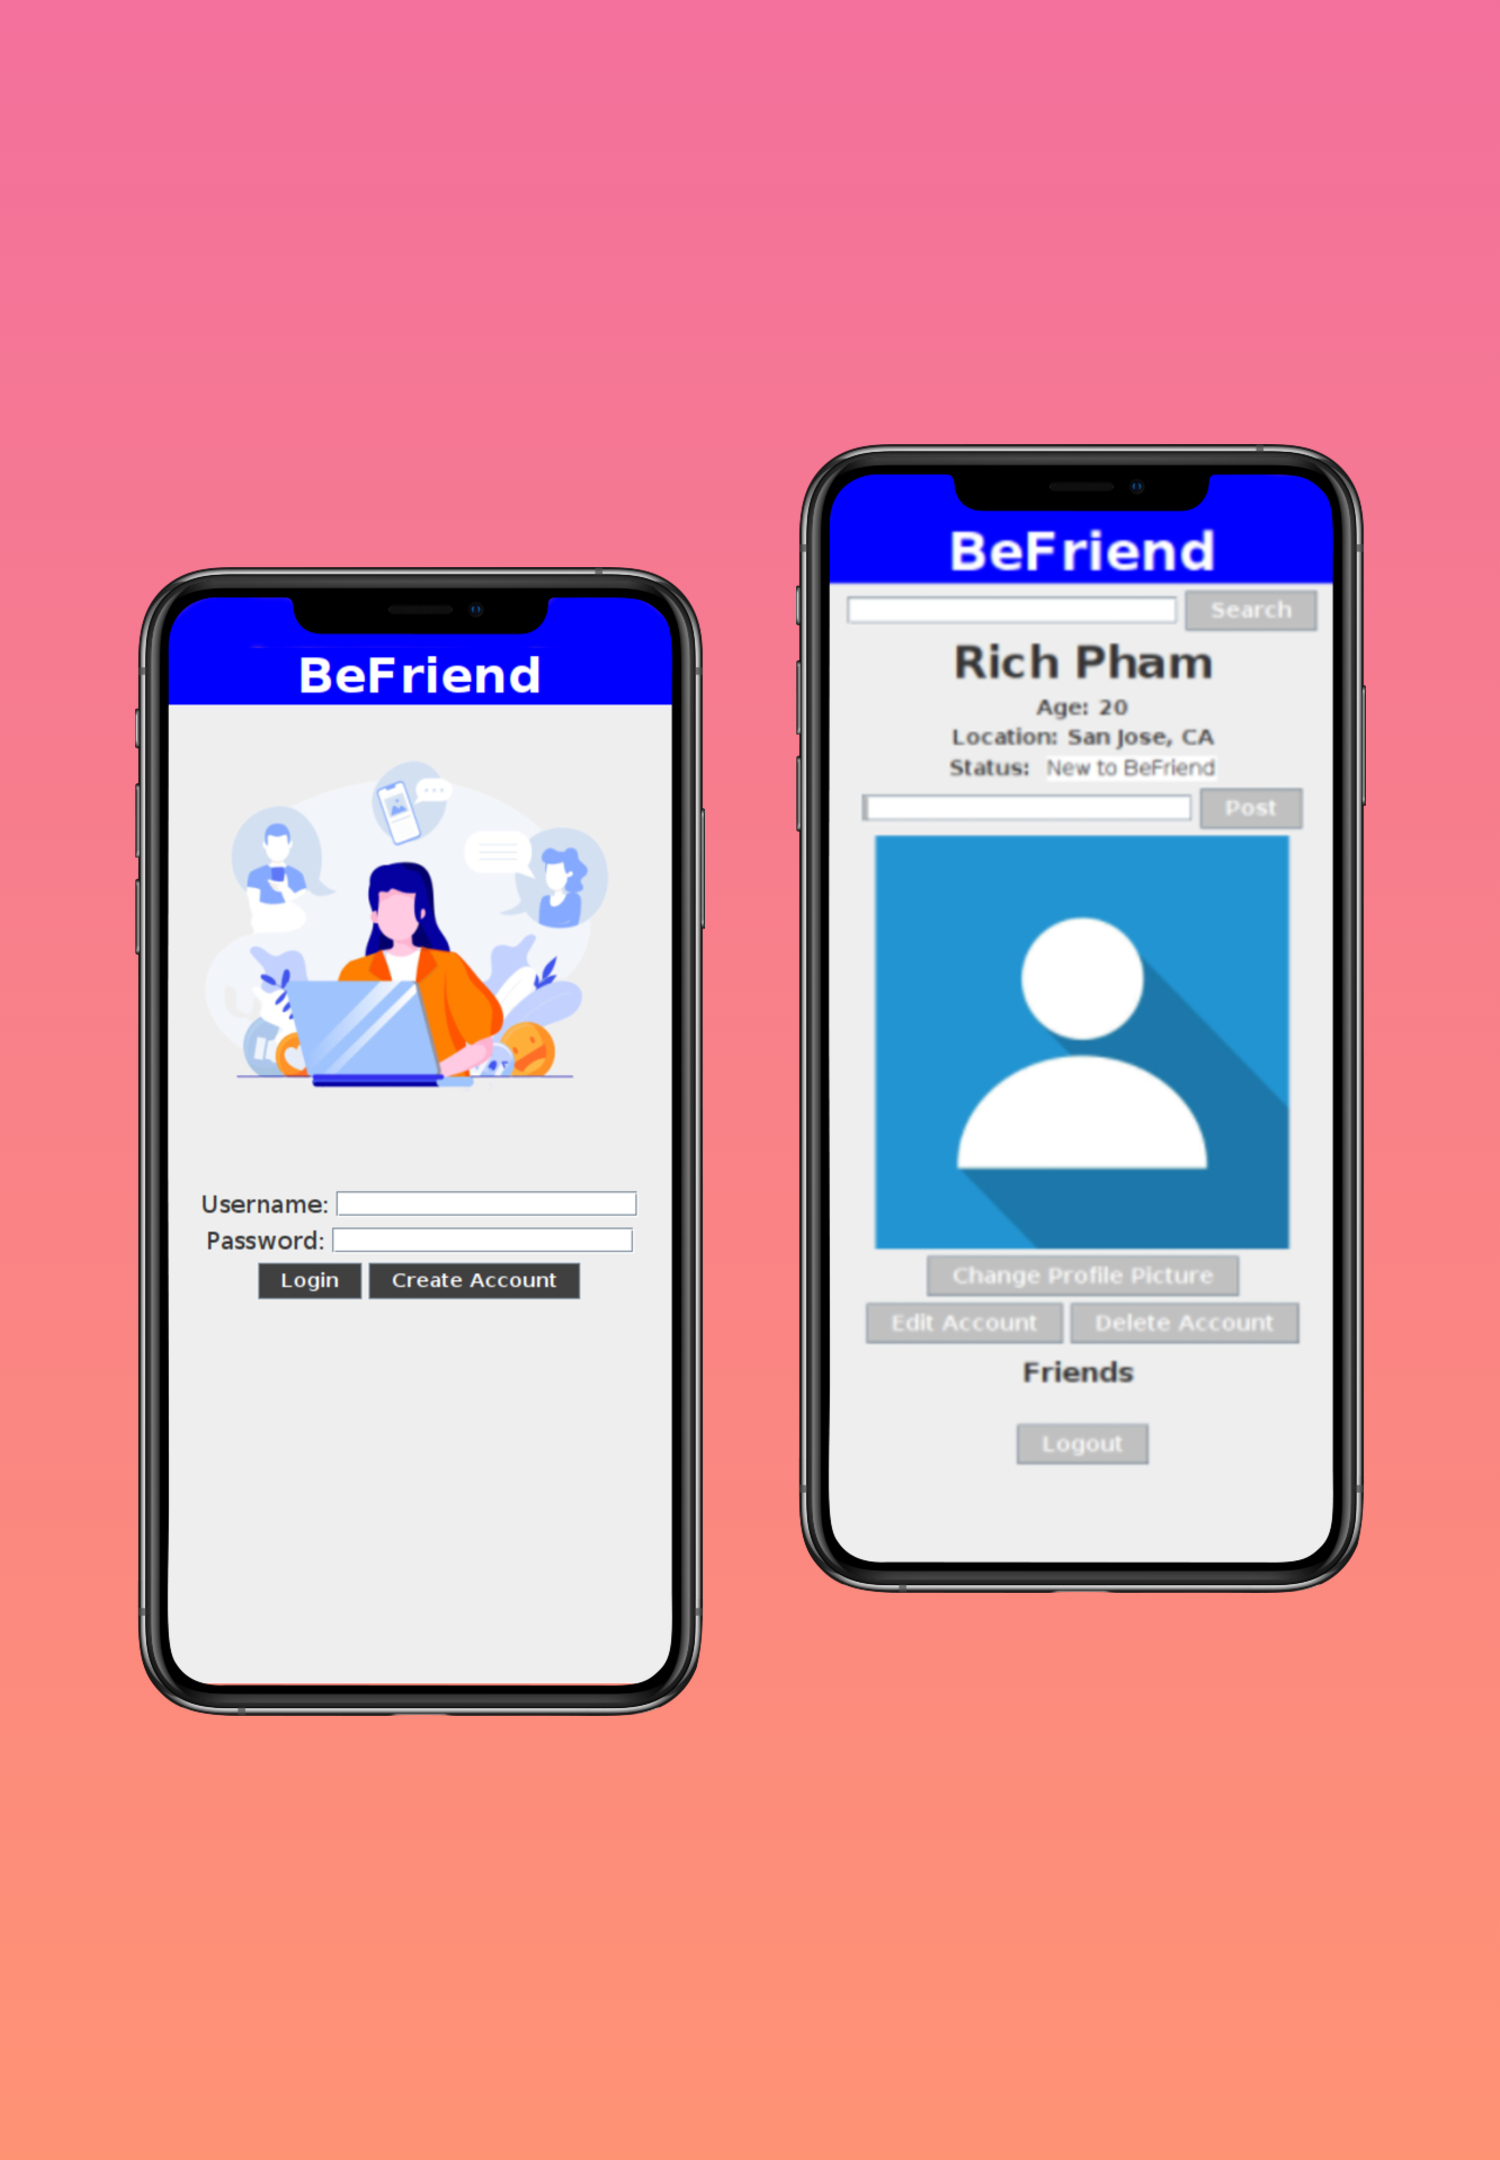 BeFriend
Username:
Password:
Login Create Account
BeFriend
Search
Rich Pham
Age: 20
Location: San Jose, CA
Status: New to BeFriend
Post
Change Profile Picture
Edit Account Delete Account
Friends
Logout